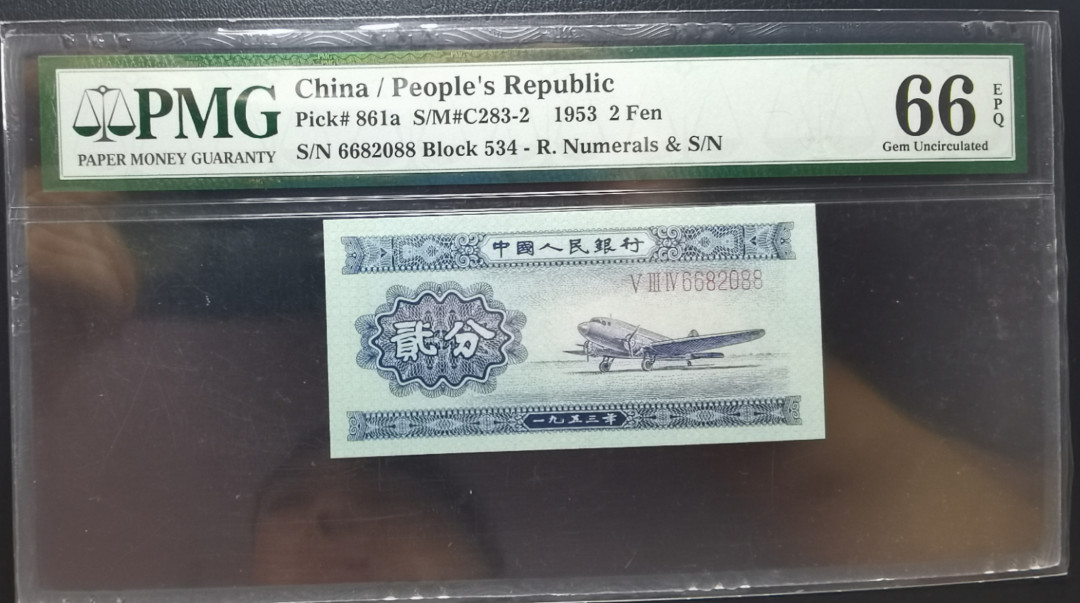 PMG
PAPER MONEY GUARANTY
China / People's Republic
Pick# 861a S/M#C283-2 1953 2 Fen
S/N 6682088 Block 534 - R. Numerals & S/N
66
EPQ
Gem Uncirculated
中國人民銀行
V III IV 6682088
貳分
一九五三年